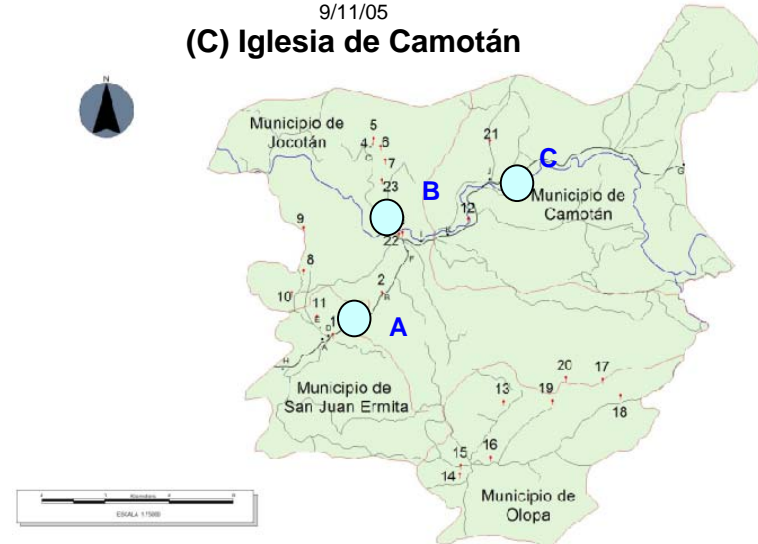 9/11/05
(C) Iglesia de Camotán
N
Municipio de
Jocotán
5
4
6
C
7
23
21
C
J
G
B
12
Municipio de
Camotán
9
22
I
F
8
10
2
B
11
E
D
1
A
A
H
Municipio de
San Juan Ermita
20
17
13
19
18
15
16
14
Municipio de
Olopa
Kilometers